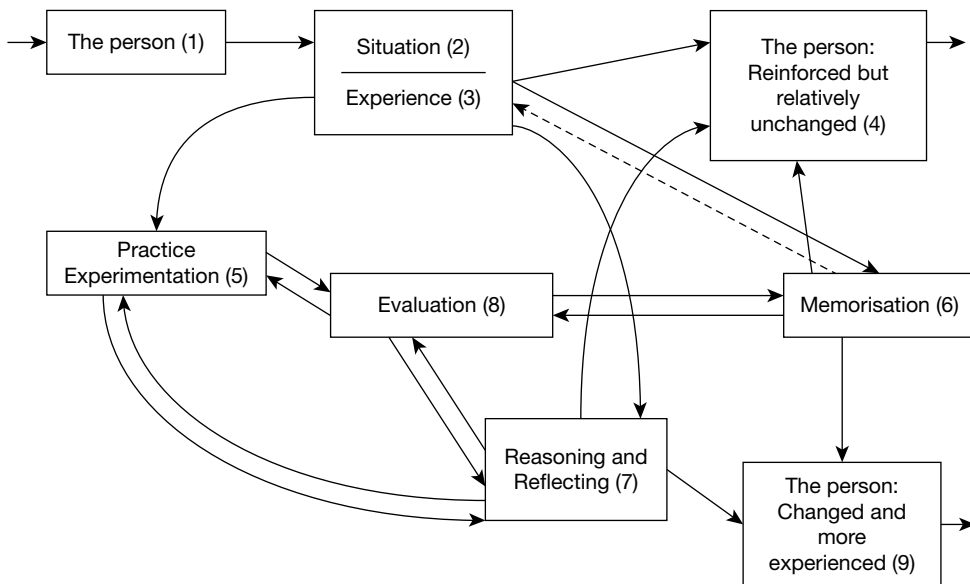 The person (1)
Situation (2)
Experience (3)
The person:
Reinforced but
relatively
unchanged (4)
Practice
Experimentation (5)
Evaluation (8)
Memorisation (6)
Reasoning and
Reflecting (7)
The person:
Changed and
more
experienced (9)